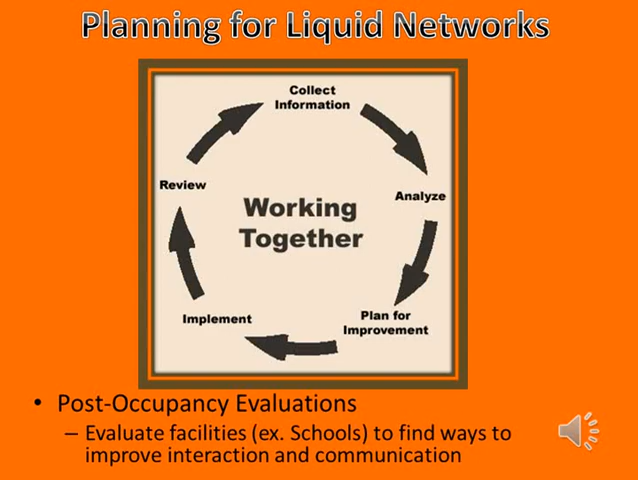 Planning for Liquid Networks
Collect
Information
Review
Analyze
Working
Together
Implement
Plan for
Improvement
• Post-Occupancy Evaluations
– Evaluate facilities (ex. Schools) to find ways to
improve interaction and communication